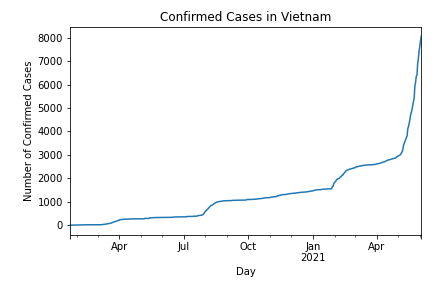 Confirmed Cases in Vietnam
8000
7000
6000
5000
4000
3000
2000
1000
0
Number of Confirmed Cases
Apr Jul Oct Jan Apr
2021
Day